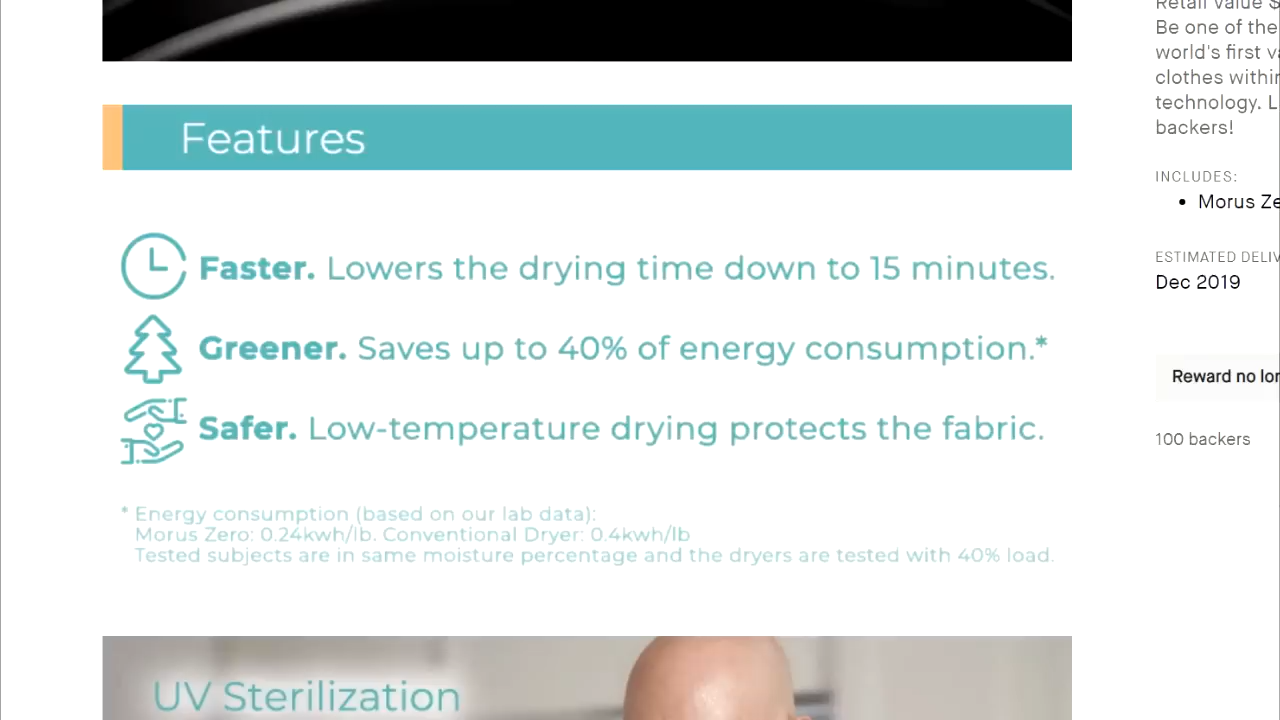 Features
Faster. Lowers the drying time down to 15 minutes.
Greener. Saves up to 40% of energy consumption.*
Safer. Low-temperature drying protects the fabric.
* Energy consumption (based on our lab data):
Morus Zero: 0.24kwh/lb. Conventional Dryer: 0.4kwh/lb
Tested subjects are in same moisture percentage and the dryers are tested with 40% load.
UV Sterilization
Retail Value $
Be one of the
world's first
clothes within
technology.
backers!
INCLUDES:
• Morus
ESTIMATED
Dec 2019
Reward no
100 backers